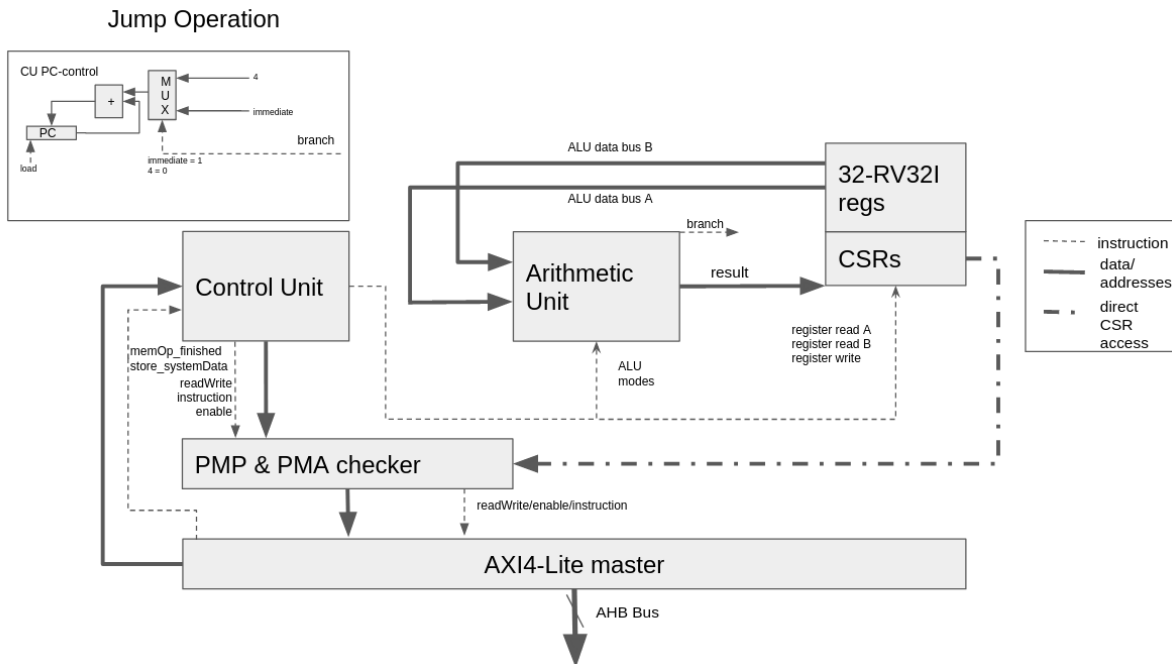 Jump Operation
CU PC-control
M
U
X
4
+
immediate
PC
branch
load
immediate = 1
4 = 0
ALU data bus B
ALU data bus A
32-RV32I
regs
CSRs
branch
Arithmetic
Unit
result
Control Unit
instruction
data/
addresses
direct
CSR
access
memOp_finished
store_systemData
readWrite
instruction
enable
ALU
modes
register read A
register read B
register write
PMP & PMA checker
readWrite/enable/instruction
AXI4-Lite master
AHB Bus